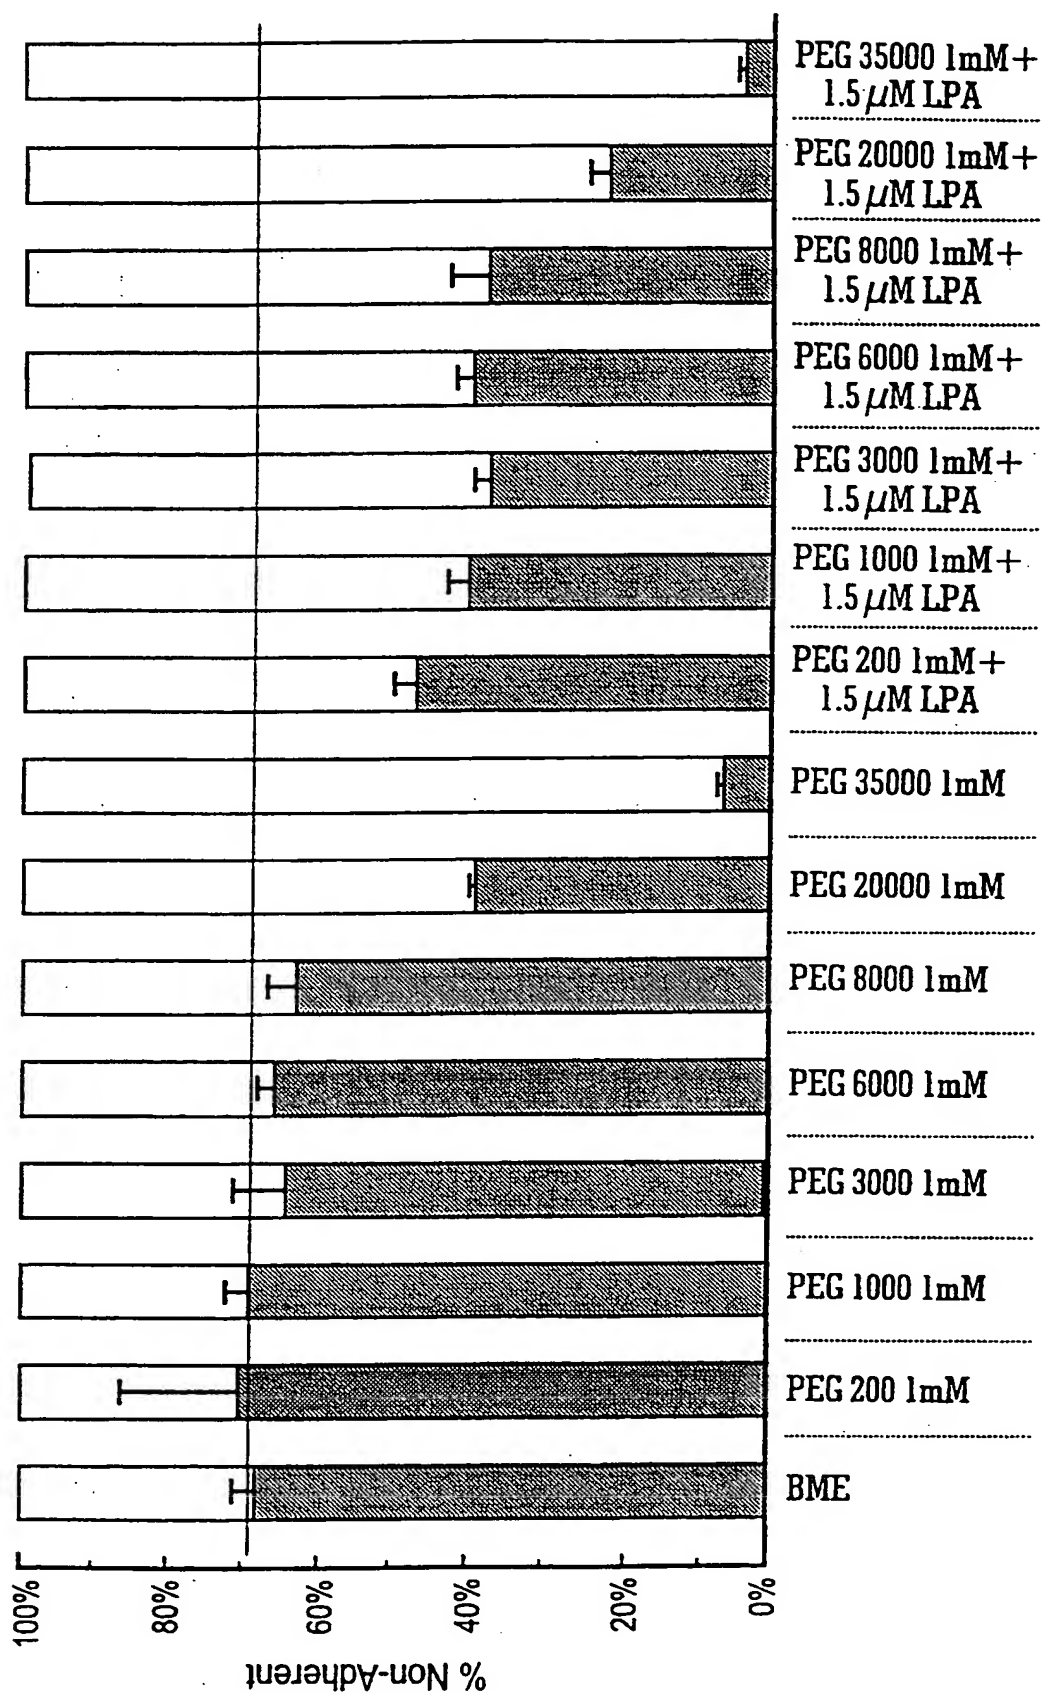 PEG 35000 1mM+
1.5 μM LPA
PEG 20000 1mM+
1.5 μM LPA
PEG 8000 1mM+
1.5 μM LPA
PEG 6000 1mM+
1.5 μM LPA
PEG 3000 1mM+
1.5 μM LPA
PEG 1000 1mM+
1.5 μM LPA
PEG 200 1mM+
1.5 μM LPA
PEG 35000 1mM
PEG 20000 1mM
PEG 8000 1mM
PEG 6000 1mM
PEG 3000 1mM
PEG 1000 1mM
PEG 200 1mM
BME
100%
80%
60%
40%
20%
0%
% Non-Adherent